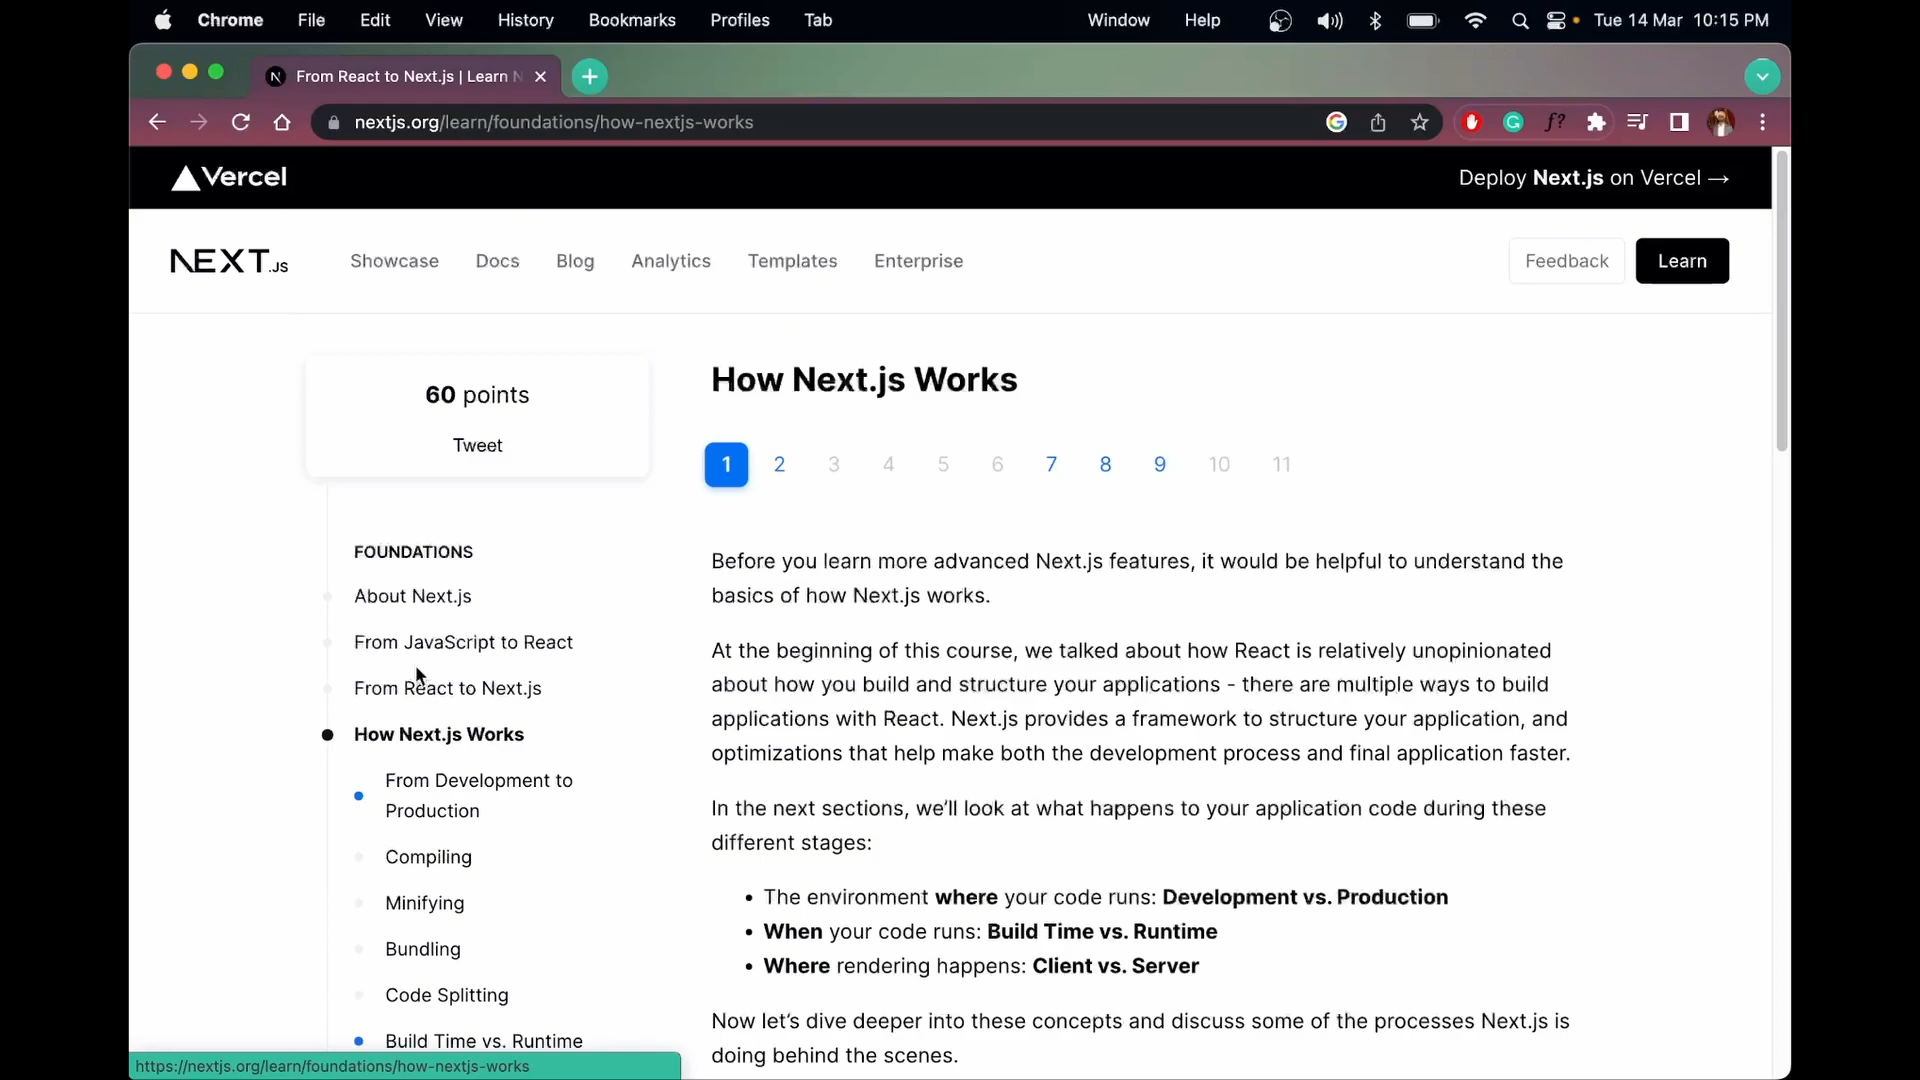 Chrome File Edit View History Bookmarks Profiles Tab Window Help Tue 14 Mar 10:15 PM
From React to Next.js | Learn N
nextjs.org/learn/foundations/how-nextjs-works
f?
Vercel
Deploy Next.js on Vercel →
NEXT.JS Showcase Docs Blog Analytics Templates Enterprise Feedback Learn
60 points
Tweet
FOUNDATIONS
About Next.js
From JavaScript to React
From React to Next.js
How Next.js Works
From Development to
Production
Compiling
Minifying
Bundling
Code Splitting
Build Time vs. Runtime
How Next.js Works
1 2 3 4 5 6 7 8 9 10 11
Before you learn more advanced Next.js features, it would be helpful to understand the
basics of how Next.js works.
At the beginning of this course, we talked about how React is relatively unopinionated
about how you build and structure your applications - there are multiple ways to build
applications with React. Next.js provides a framework to structure your application, and
optimizations that help make both the development process and final application faster.
In the next sections, we’ll look at what happens to your application code during these
different stages:
• The environment where your code runs: Development vs. Production
• When your code runs: Build Time vs. Runtime
• Where rendering happens: Client vs. Server
Now let’s dive deeper into these concepts and discuss some of the processes Next.js is
doing behind the scenes.
https://nextjs.org/learn/foundations/how-nextjs-works